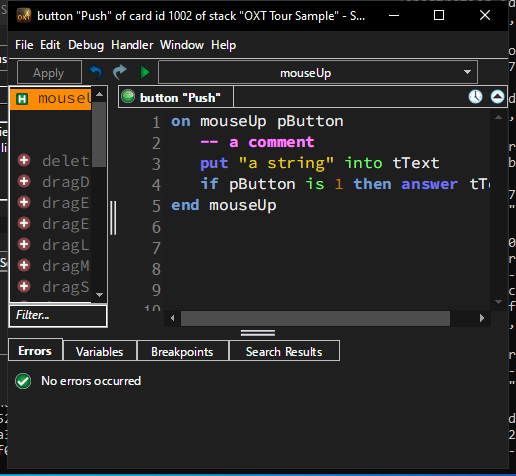 button "Push" of card id 1002 of stack "OXT Tour Sample" - S...
File Edit Debug Handler Window Help
Apply
mouseUp
mouseU
button "Push"
1 on mouseUp pButton
2 -- a comment
3 put "a string" into tText
4 if pButton is 1 then answer tTe
5 end mouseUp
6
7
8
9
10
delet
dragD
dragE
dragE
dragL
dragM
dragS
Filter...
Errors Variables Breakpoints Search Results
No errors occurred